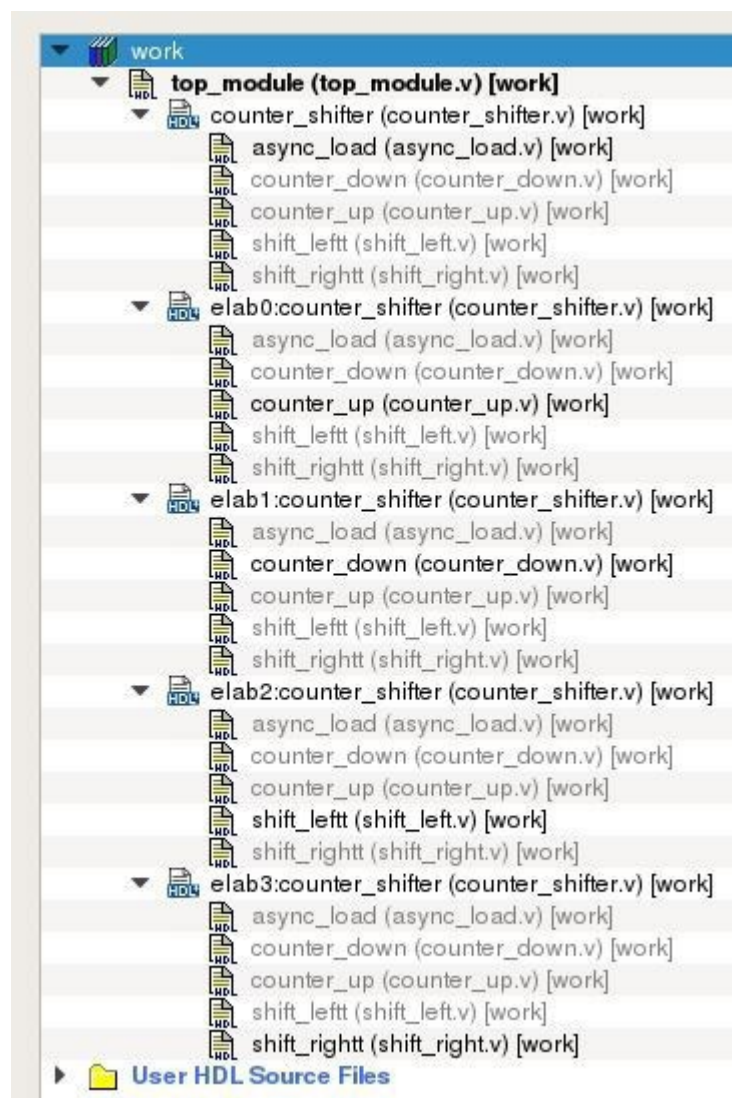 work
top_module (top_module.v) [work]
counter_shifter (counter_shifter.v) [work]
async_load (async_load.v) [work]
counter_down (counter_down.v) [work]
counter_up (counter_up.v) [work]
shift_leftt (shift_left.v) [work]
shift_rightt (shift_right.v) [work]
elab0:counter_shifter (counter_shifter.v) [work]
async_load (async_load.v) [work]
counter_down (counter_down.v) [work]
counter_up (counter_up.v) [work]
shift_leftt (shift_left.v) [work]
shift_rightt (shift_right.v) [work]
elab1:counter_shifter (counter_shifter.v) [work]
async_load (async_load.v) [work]
counter_down (counter_down.v) [work]
counter_up (counter_up.v) [work]
shift_leftt (shift_left.v) [work]
shift_rightt (shift_right.v) [work]
elab2:counter_shifter (counter_shifter.v) [work]
async_load (async_load.v) [work]
counter_down (counter_down.v) [work]
counter_up (counter_up.v) [work]
shift_leftt (shift_left.v) [work]
shift_rightt (shift_right.v) [work]
elab3:counter_shifter (counter_shifter.v) [work]
async_load (async_load.v) [work]
counter_down (counter_down.v) [work]
counter_up (counter_up.v) [work]
shift_leftt (shift_left.v) [work]
shift_rightt (shift_right.v) [work]
User HDL Source Files